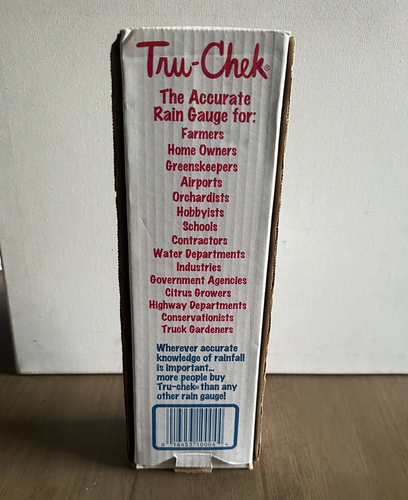 Tru-Chek®
The Accurate
Rain Gauge for:
Farmers
Home Owners
Greenskeepers
Airports
Orchardists
Hobbyists
Schools
Contractors
Water Departments
Industries
Government Agencies
Citrus Growers
Highway Departments
Conservationists
Truck Gardeners
Wherever accurate
knowledge of rainfall
is important...
more people buy
Tru-chek® than any
other rain gauge!